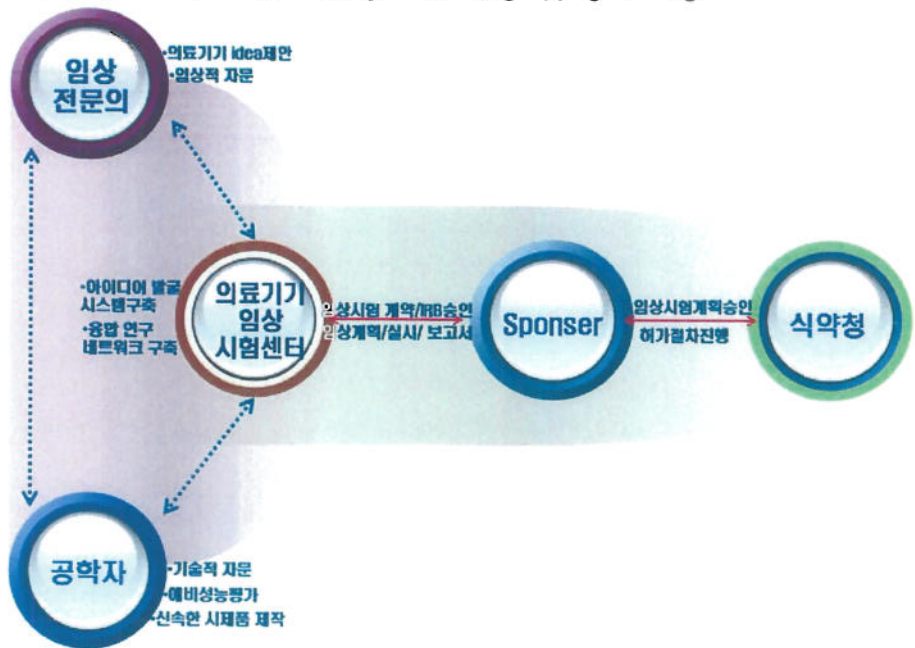 임상
전문의
•의료기기 idea제안
•임상적 자문
•아이디어 발굴
시스템구축
•융합 연구
네트워크 구축
의료기기
임상
시험센터
임상시험 계약/IRB승인
임상계획/실시/ 보고서
Sponser
임상시험계획승인
허가절차진행
식약청
공학자
•기술적 자문
•예비성능평가
•신속한 시제품 제작